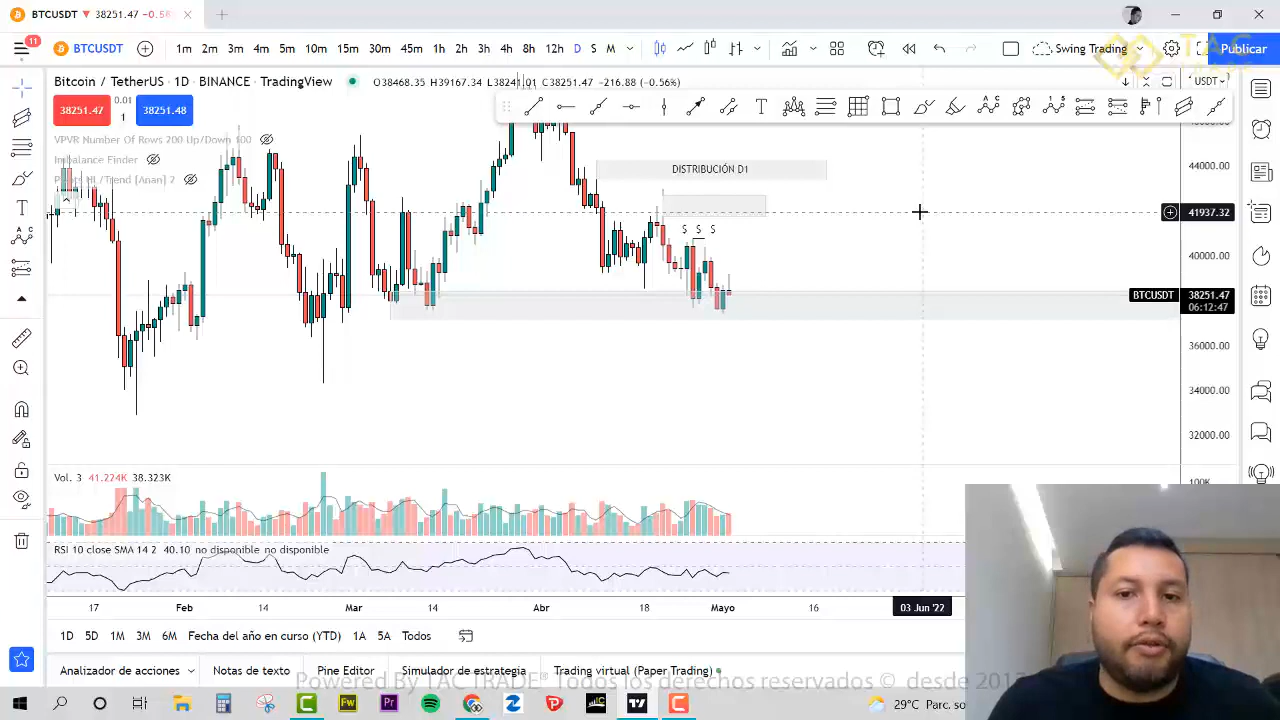 BTCUSDT 38251.47 -0.56%
11
BTCUSDT
1m 2m 3m 4m 5m 10m 15m 30m 45m 1h 2h 3h 4h 8h 12h D S M
Swing Trading
Publicar
Bitcoin / TetherUS · 1D · BINANCE · TradingView
O38468.35 H39167.34 L38241.01 C38251.47 -216.88 (-0.56%)
USDT
38251.47
0.01
1
38251.48
VPVR Number Of Rows 200 Up/Down 100
Imbalance Finder
44000.00
DISTRIBUCIÓN D1
41937.32
$ $ $
40000.00
BTCUSDT 38251.47
06:12:47
36000.00
34000.00
32000.00
Vol. 3 41.224K 38.323K
100K
RSI 10 close SMA 14 2 40.10 no disponible no disponible
17 Feb 14 Mar 14 Abr 18 Mayo 16 03 Jun '22
1D 5D 1M 3M 6M Fecha del año en curso (YTD) 1A 5A Todos
Analizador de acciones Notas de texto Pine Editor Simulador de estrategia Trading virtual (Paper Trading)
Powered By TAC TRADE® Todos los derechos reservados © desde 2017
29°C Parc. so